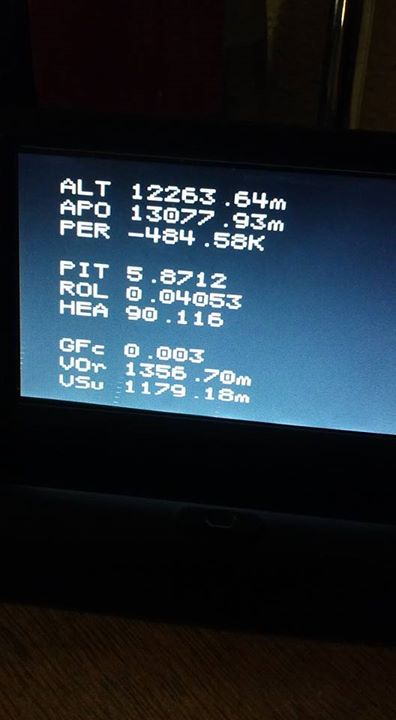 ALT 12263.64m
APO 13077.93m
PER -484.58K
PIT 5.8712
ROL 0.04053
HEA 90.116
GFc 0.003
VOr 1356.70m
VSu 1179.18m